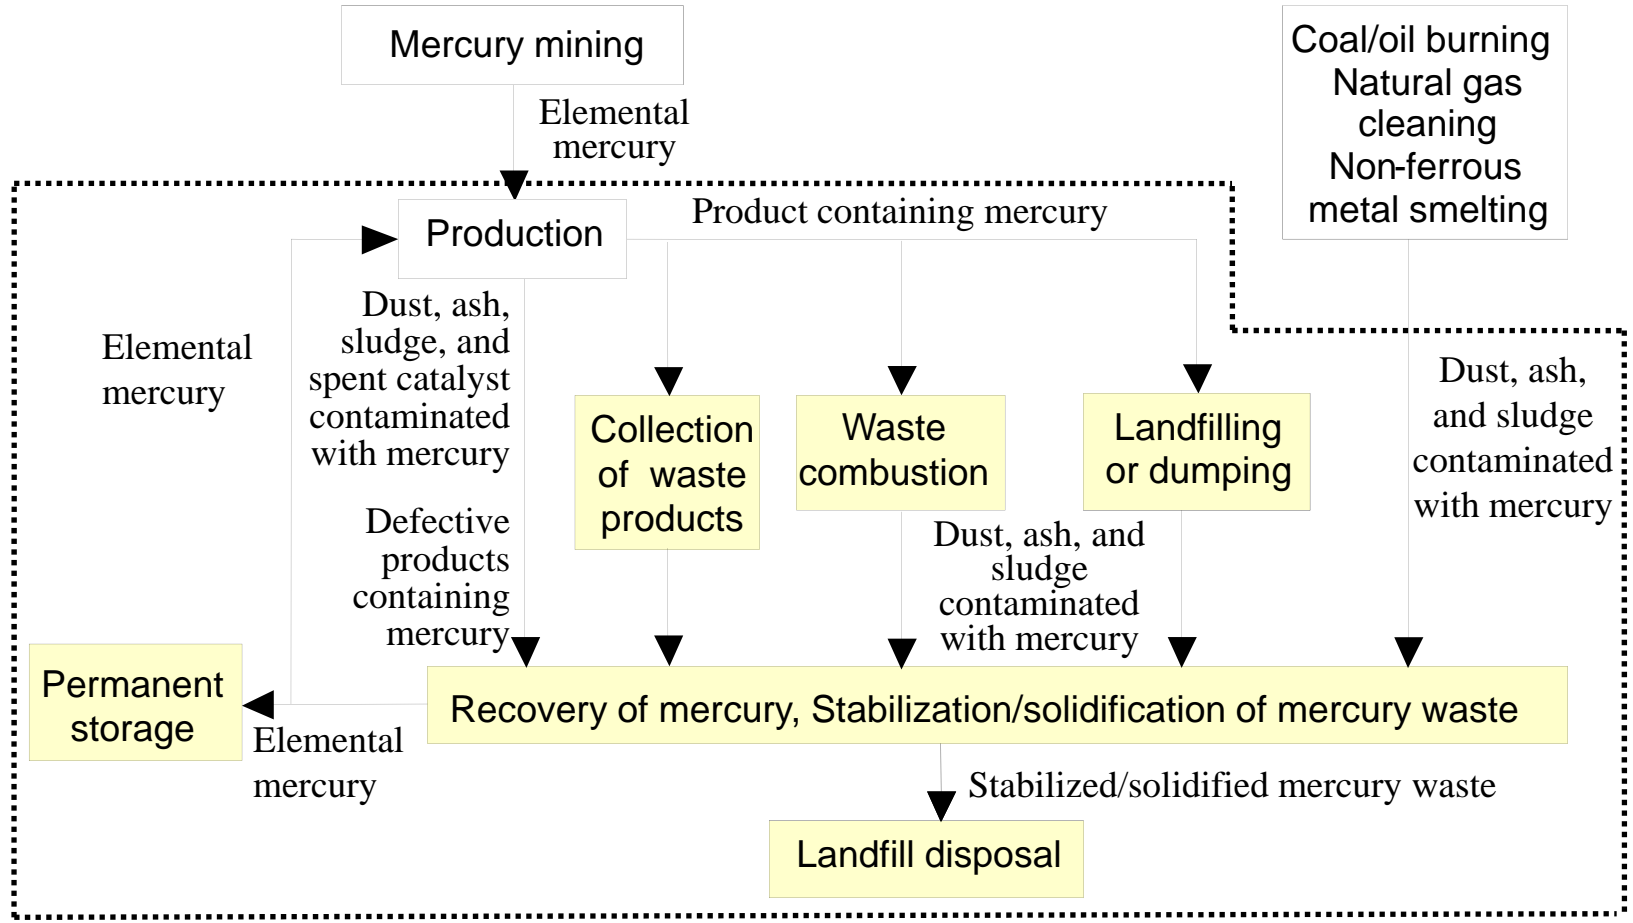 Mercury mining
Coal/oil burning
Natural gas
cleaning
Non-ferrous
metal smelting
Elemental
mercury
Production
Product containing mercury
Elemental
mercury
Dust, ash,
sludge, and
spent catalyst
contaminated
with mercury
Defective
products
containing
mercury
Collection
of waste
products
Waste
combustion
Landfilling
or dumping
Dust, ash,
and sludge
contaminated
with mercury
Dust, ash, and
sludge
contaminated
with mercury
Permanent
storage
Elemental
mercury
Recovery of mercury, Stabilization/solidification of mercury waste
Stabilized/solidified mercury waste
Landfill disposal